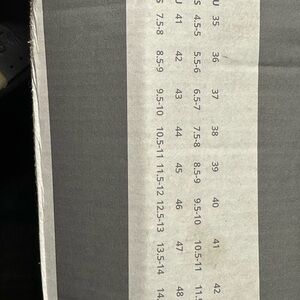 U 35 36 37 38 39 40 41 42
S 4.5-5 5.5-6 6.5-7 7.5-8 8.5-9 9.5-10 10.5-11 11.
U 41 42 43 44 45 46 47 48
S 7.5-8 8.5-9 9.5-10 10.5-11 11.5-12 12.5-13 13.5-14 14.